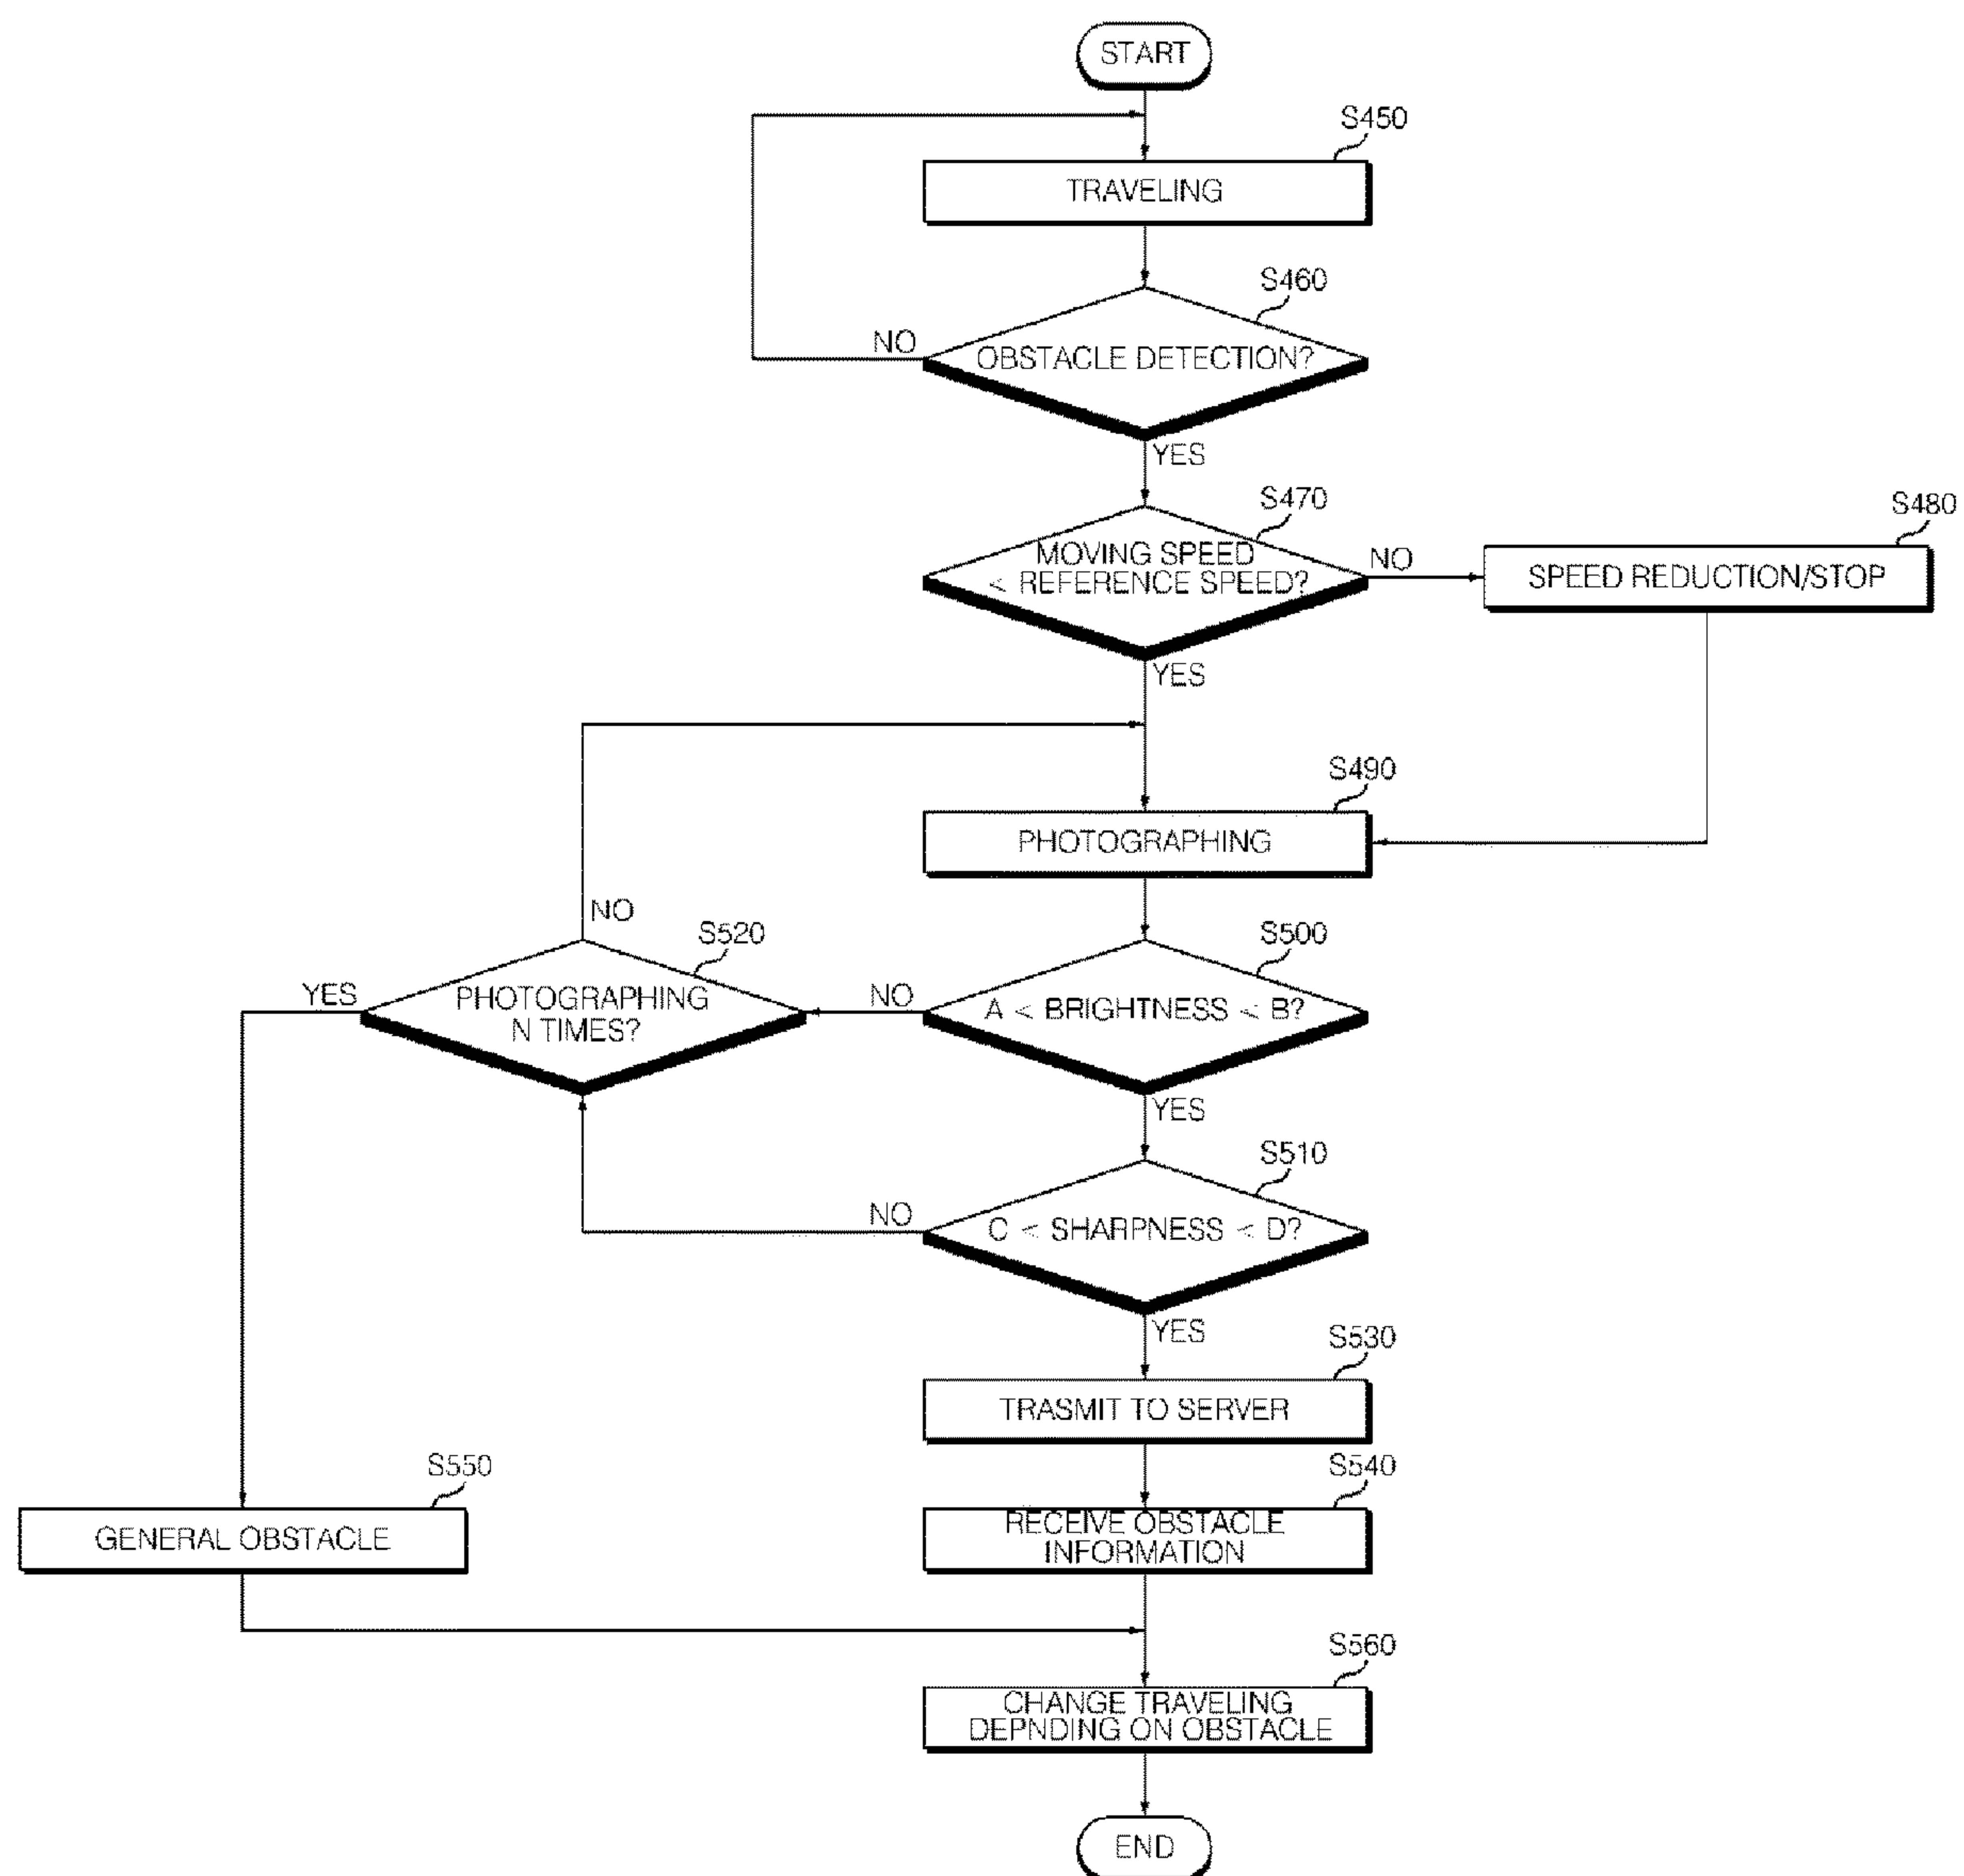 START
S450
TRAVELING
S460
NO
OBSTACLE DETECTION?
YES
S470
S480
MOVING SPEED
< REFERENCE SPEED?
NO
SPEED REDUCTION/STOP
YES
S490
PHOTOGRAPHING
NO
S520
S500
YES
PHOTOGRAPHING
N TIMES?
NO
A < BRIGHTNESS < B?
YES
S510
NO
C < SHARPNESS < D?
YES
S530
TRASMIT TO SERVER
S550
S540
GENERAL OBSTACLE
RECEIVE OBSTACLE
INFORMATION
S560
CHANGE TRAVELING
DEPNDING ON OBSTACLE
END